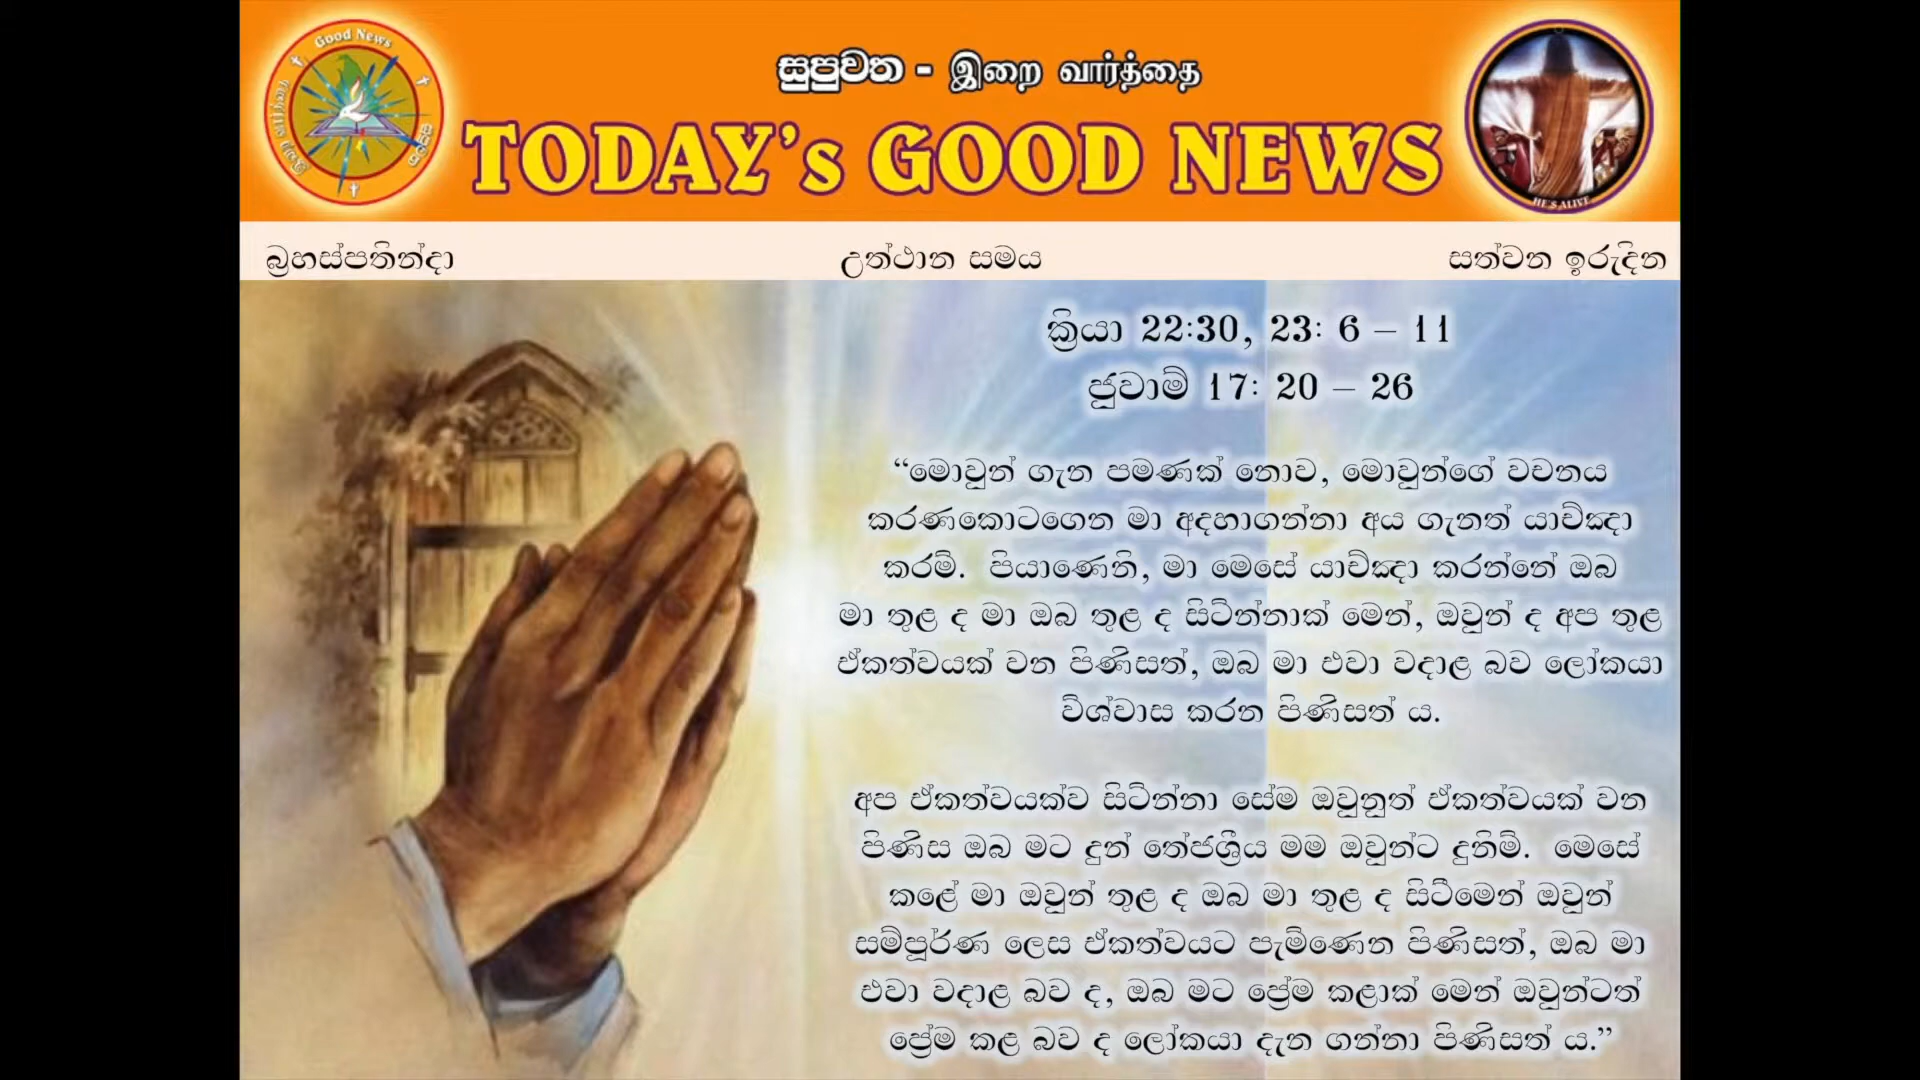 Good News
සුපුවත - இறை வார்த்தை
TODAY's GOOD NEWS
HE'S ALIVE
බ්‍රහස්පතින්දා උත්ථාන සමය සත්වන ඉරුදින
ක්‍රියා 22:30, 23: 6 – 11
ජුවාම් 17: 20 – 26
“මොවුන් ගැන පමණක් නොව, මොවුන්ගේ වචනය
කරණකොටගෙන මා අදහාගන්නා අය ගැනත් යාච්ඤා
කරමි. පියාණෙනි, මා මෙසේ යාච්ඤා කරන්නේ ඔබ
මා තුළ ද මා ඔබ තුළ ද සිටින්නාක් මෙන්, ඔවුන් ද අප තුළ
ඒකත්වයක් වන පිණිසත්, ඔබ මා එවා වදාළ බව ලෝකයා
විශ්වාස කරන පිණිසත් ය.
අප ඒකත්වයක්ව සිටින්නා සේම ඔවුනුත් ඒකත්වයක් වන
පිණිස ඔබ මට දුන් තේජශ්‍රීය මම ඔවුන්ට දුනිමි. මෙසේ
කළේ මා ඔවුන් තුළ ද ඔබ මා තුළ ද සිටීමෙන් ඔවුන්
සම්පූර්ණ ලෙස ඒකත්වයට පැමිණෙන පිණිසත්, ඔබ මා
එවා වදාළ බව ද, ඔබ මට ප්‍රේම කළාක් මෙන් ඔවුන්ටත්
ප්‍රේම කළ බව ද ලෝකයා දැන ගන්නා පිණිසත් ය.”